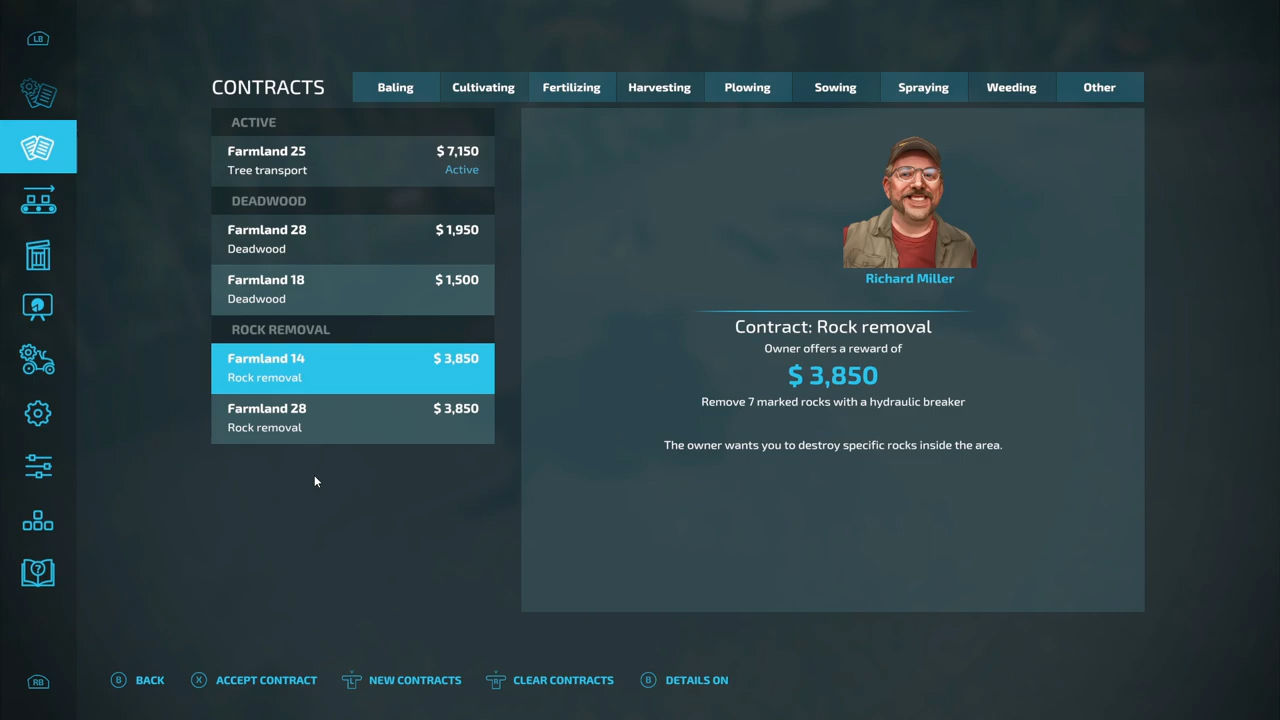 LB
CONTRACTS
Baling
Cultivating
Fertilizing
Harvesting
Plowing
Sowing
Spraying
Weeding
Other
ACTIVE
Farmland 25 $ 7,150
Tree transport Active
DEADWOOD
Farmland 28 $ 1,950
Deadwood
Farmland 18 $ 1,500
Deadwood
ROCK REMOVAL
Farmland 14 $ 3,850
Rock removal
Farmland 28 $ 3,850
Rock removal
Richard Miller
Contract: Rock removal
Owner offers a reward of
$ 3,850
Remove 7 marked rocks with a hydraulic breaker
The owner wants you to destroy specific rocks inside the area.
RB
B BACK
X ACCEPT CONTRACT
L NEW CONTRACTS
R CLEAR CONTRACTS
B DETAILS ON